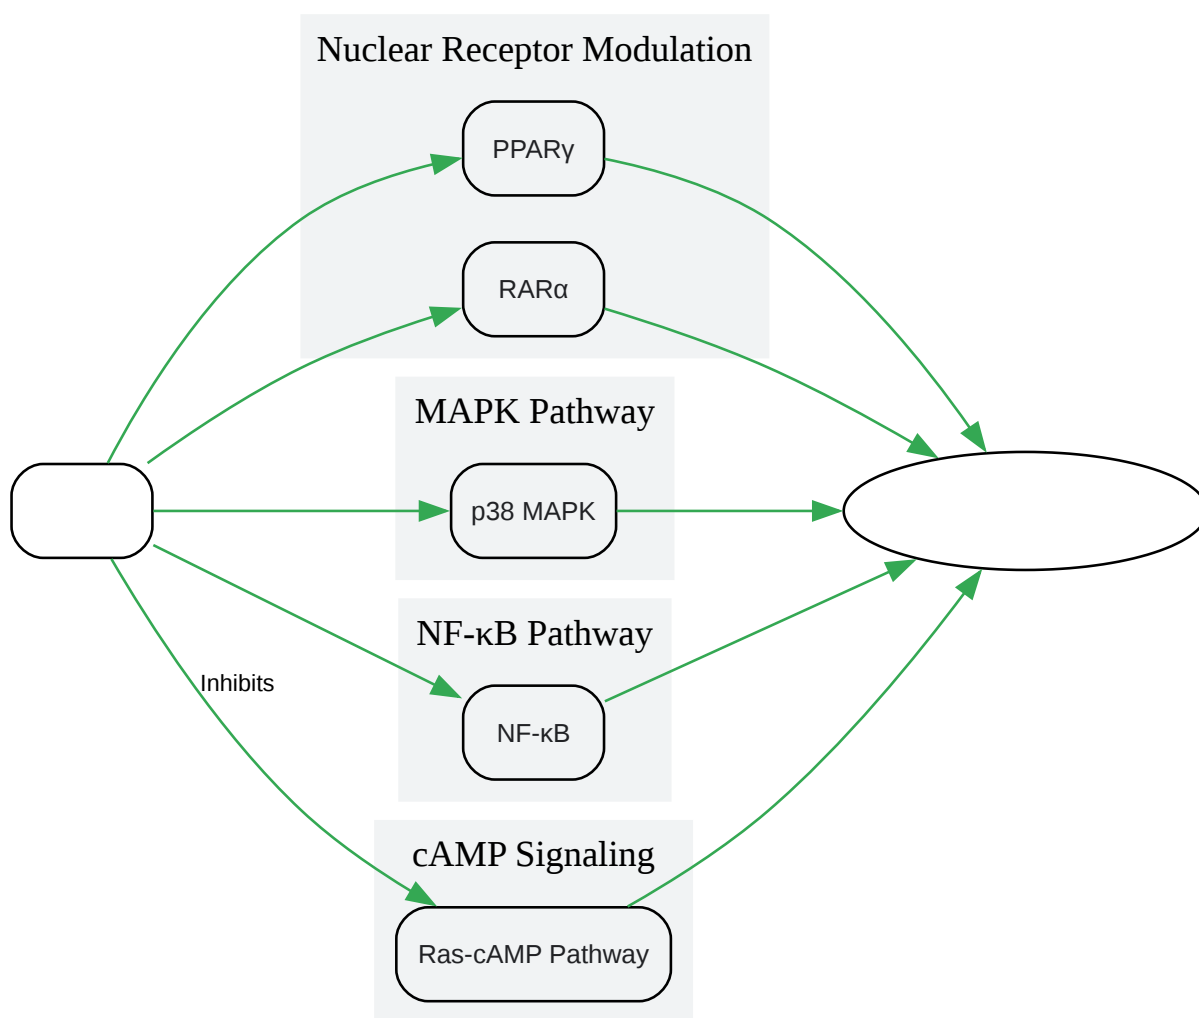 Nuclear Receptor Modulation
PPARγ
RARα
MAPK Pathway
p38 MAPK
NF-κB Pathway
Inhibits
NF-κB
cAMP Signaling
Ras-cAMP Pathway